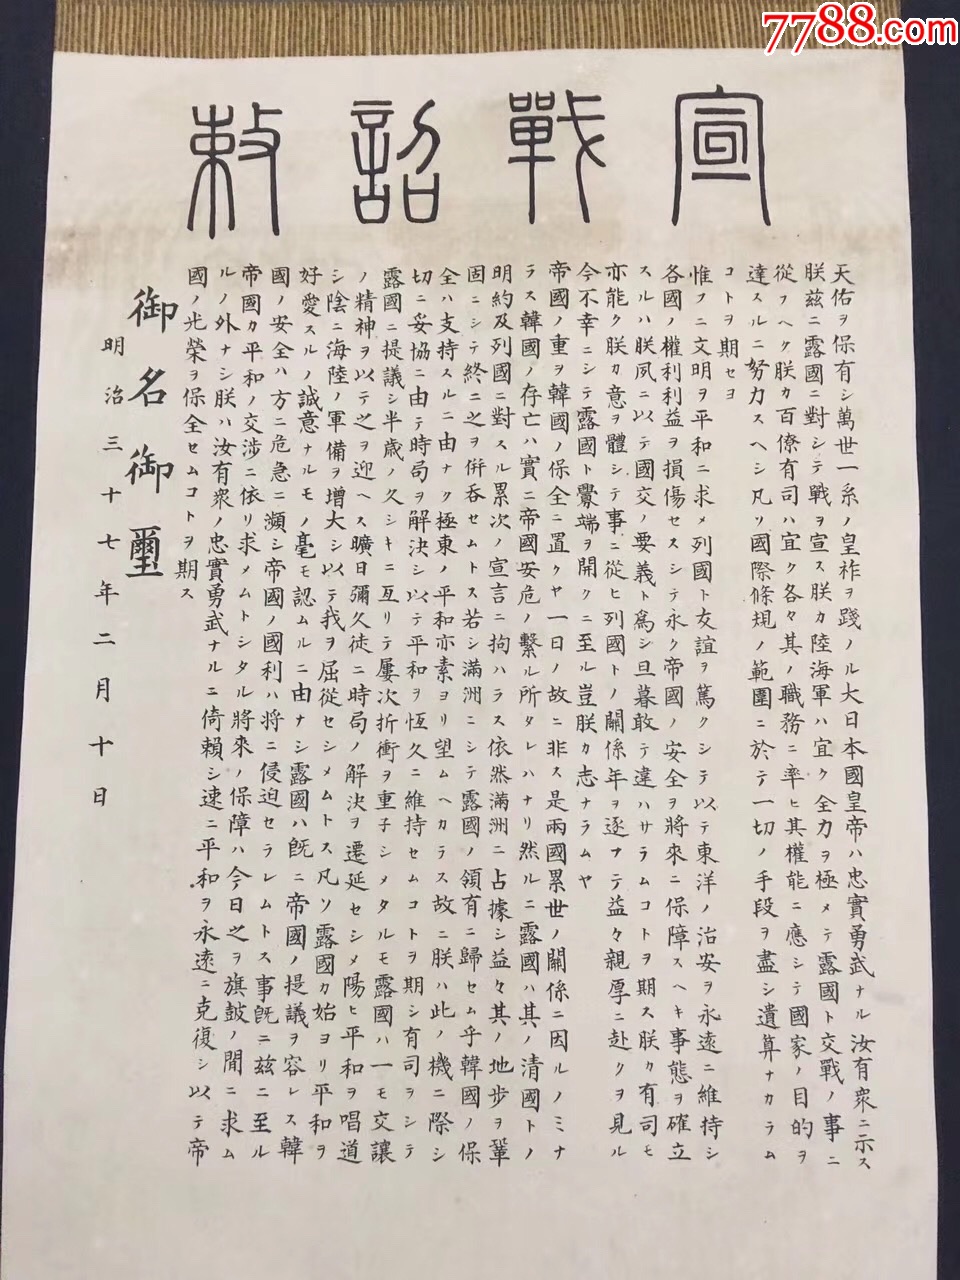 7788.com
宣戰詔敕
天佑ヲ保有シ萬世一系ノ皇祚ヲ踐ノル大日本國皇帝ハ忠實勇武ナル汝有衆ニ示ス
朕茲ニ露國ニ對シテ戰ヲ宣ス朕カ陸海軍ハ宜ク全力ヲ極メテ露國ト交戰ノ事ニ
從フヘク朕カ百僚有司ハ宜ク各々其ノ職務ニ率ヒ其權能ニ應シテ國家ノ目的ヲ
達スルニ努力スヘシ凡ソ國際條規ノ範圍ニ於テ一切ノ手段ヲ盡シ遺算ナカラム
コトヲ期セヨ
惟フニ文明ヲ平和ニ求メ列國ト友誼ヲ篤クシテ以テ東洋ノ治安ヲ永遠ニ維持シ
各國ノ權利利益ヲ損傷セスシテ永ク帝國ノ安全ヲ將來ニ保障スヘキ事態ヲ確立
スルハ朕夙ニ以テ國交ノ要義ト爲シ旦暮敢テ違ハサラムコトヲ期ス朕カ有司モ
亦能ク朕カ意ヲ體シテ事ニ從ヒ列國トノ關係年ヲ逐フテ益々親厚ニ赴クヲ見ル
今不幸ニシテ露國ト釁端ヲ開クニ至ル豈朕カ志ナラムヤ
帝國ノ重ヲ韓國ノ保全ニ置クヤ一日ノ故ニ非ス是兩國累世ノ關係ニ因ルノミナ
ラス韓國ノ存亡ハ實ニ帝國安危ノ繫ル所タレハナリ然ルニ露國ハ其ノ清國トノ
明約及列國ニ對スル累次ノ宣言ニ拘ハラス依然滿洲ニ占據シ益々其ノ地步ヲ鞏
固ニシテ終ニ之ヲ併呑セムトス若シ滿洲ニシテ露國ノ領有ニ歸セム乎韓國ノ保
全ハ支持スルニ由ナク極東ノ平和亦素ヨリ望ムヘカラス故ニ朕ハ此ノ機ニ際シ
切ニ妥協ニ由テ時局ヲ解決シ以テ平和ヲ恆久ニ維持セムコトヲ期シ有司ヲシテ
露國ニ提議シ半歲ノ久シキニ亙リテ屢次折衝ヲ重子シメタルモ露國ハ一モ交讓
ノ精神ヲ以テ之ヲ迎ヘス曠日彌久徒ニ時局ノ解決ヲ遷延セシメ陽ヒ平和ヲ唱道
シ陰ニ海陸ノ軍備ヲ增大シ以テ我ヲ屈從セシメムトス凡ソ露國カ始ヨリ平和ヲ
好愛スルノ誠意ナルモノ毫モ認ムルニ由ナシ露國ハ旣ニ帝國ノ提議ヲ容レス韓
國ノ安全ハ方ニ危急ニ瀕シ帝國ノ國利ハ將ニ侵迫セラレムトス事旣ニ茲ニ至ル
帝國カ平和ノ交涉ニ依リ求メムトシタル將來ノ保障ハ今日之ヲ旗鼓ノ間ニ求ム
ルノ外ナシ朕ハ汝有衆ノ忠實勇武ナルニ倚賴シ速ニ平和ヲ永遠ニ克復シ以テ帝
國ノ光榮ヲ保全セムコトヲ期ス
御名御璽
明治三十七年二月十日